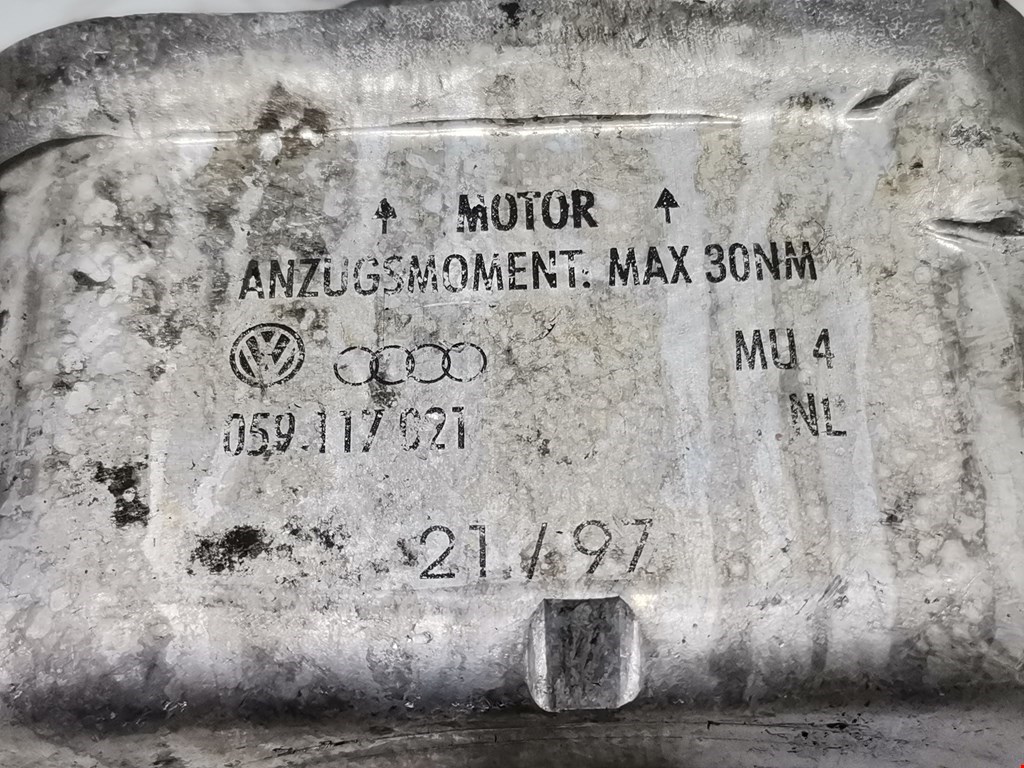 ↑ MOTOR ↑
ANZUGSMOMENT: MAX 30NM
MU 4
059 117 021
NL
21 / 97